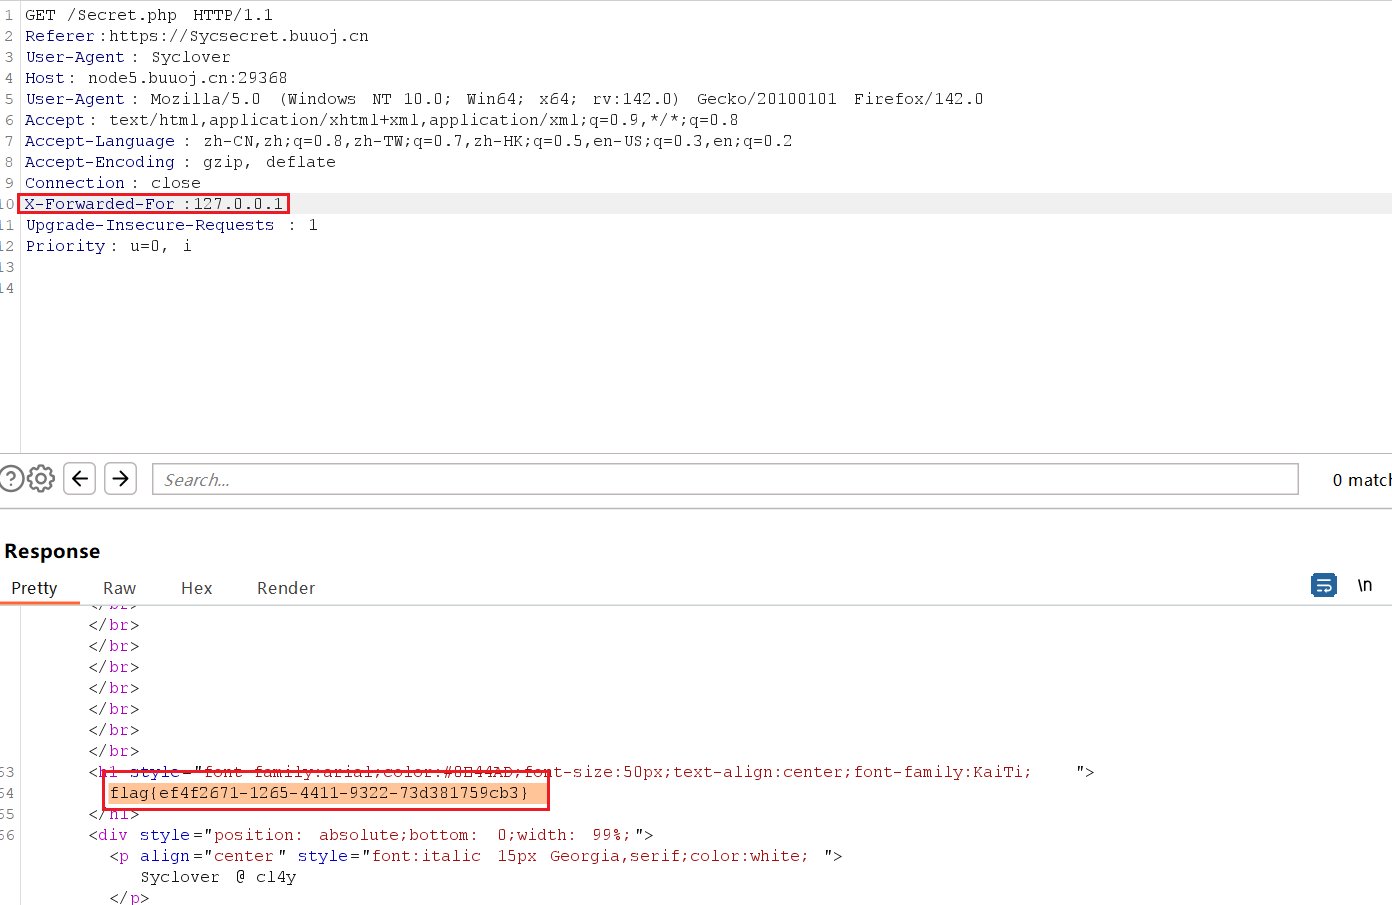 1 GET /Secret.php HTTP/1.1
2 Referer:https://Sycsecret.buuoj.cn
3 User-Agent: Syclover
4 Host: node5.buuoj.cn:29368
5 User-Agent: Mozilla/5.0 (Windows NT 10.0; Win64; x64; rv:142.0) Gecko/20100101 Firefox/142.0
6 Accept: text/html,application/xhtml+xml,application/xml;q=0.9,*/*;q=0.8
7 Accept-Language: zh-CN,zh;q=0.8,zh-TW;q=0.7,zh-HK;q=0.5,en-US;q=0.3,en;q=0.2
8 Accept-Encoding: gzip, deflate
9 Connection: close
10 X-Forwarded-For:127.0.0.1
11 Upgrade-Insecure-Requests: 1
12 Priority: u=0, i
13
14
Search...
0 match
Response
Pretty Raw Hex Render \n
</br>
</br>
</br>
</br>
</br>
</br>
</br>
</br>
63 <h1 style="font-family:arial;color:#8E44AD;font-size:50px;text-align:center;font-family:KaiTi;">
64 flag{ef4f2671-1265-4411-9322-73d381759cb3}
65 </h1>
66 <div style="position: absolute;bottom: 0;width: 99%;">
<p align="center" style="font:italic 15px Georgia,serif;color:white;">
Syclover @ cl4y
</p>